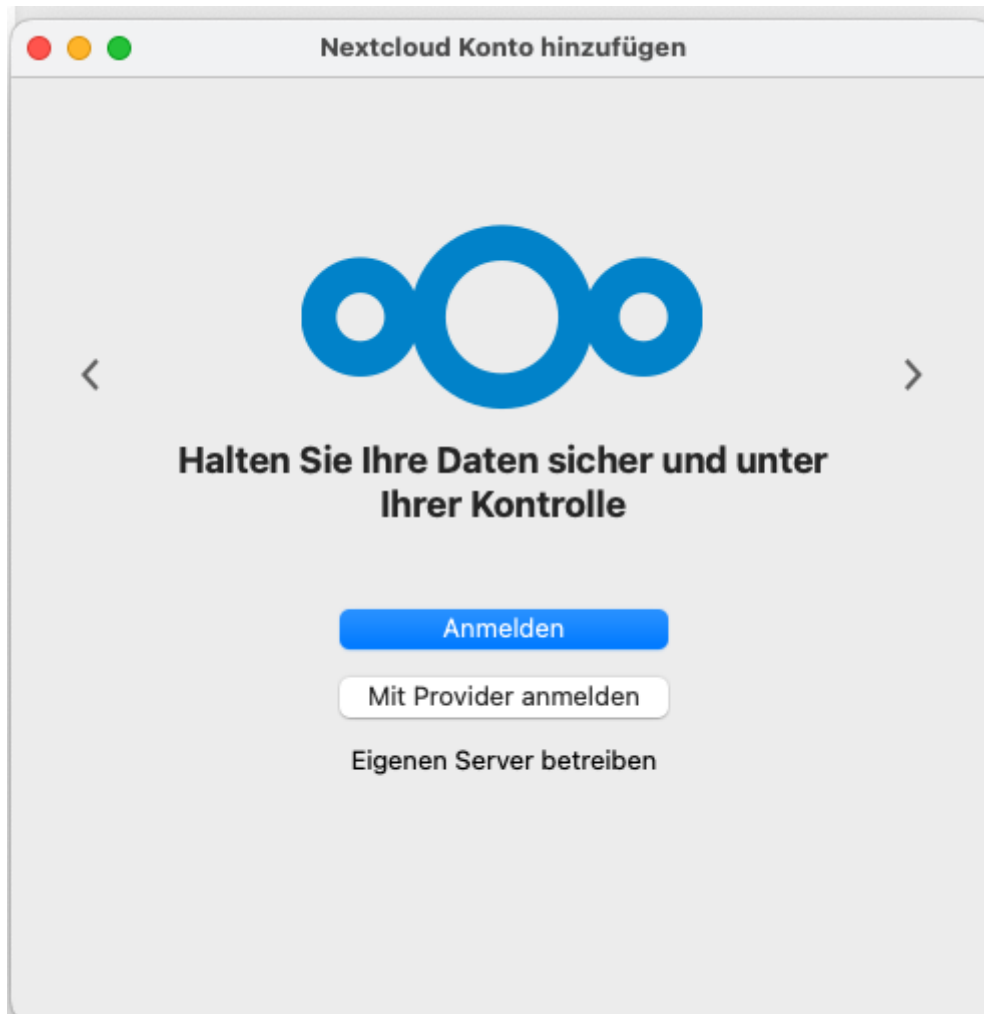 Nextcloud Konto hinzufügen
Halten Sie Ihre Daten sicher und unter
Ihrer Kontrolle
Anmelden
Mit Provider anmelden
Eigenen Server betreiben